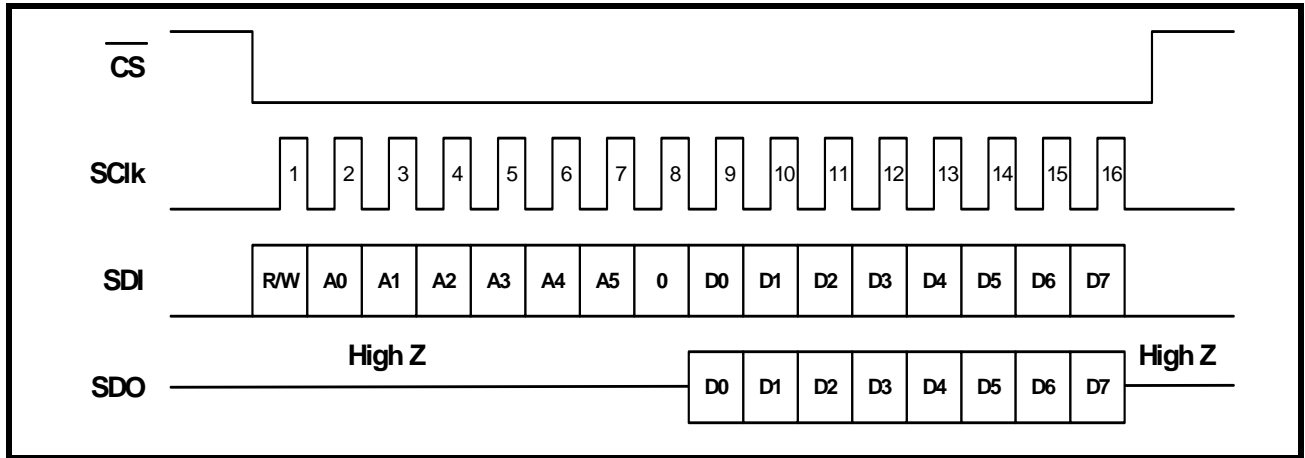 CS
SClk 1 2 3 4 5 6 7 8 9 10 11 12 13 14 15 16
SDI R/W A0 A1 A2 A3 A4 A5 0 D0 D1 D2 D3 D4 D5 D6 D7
High Z High Z
SDO D0 D1 D2 D3 D4 D5 D6 D7